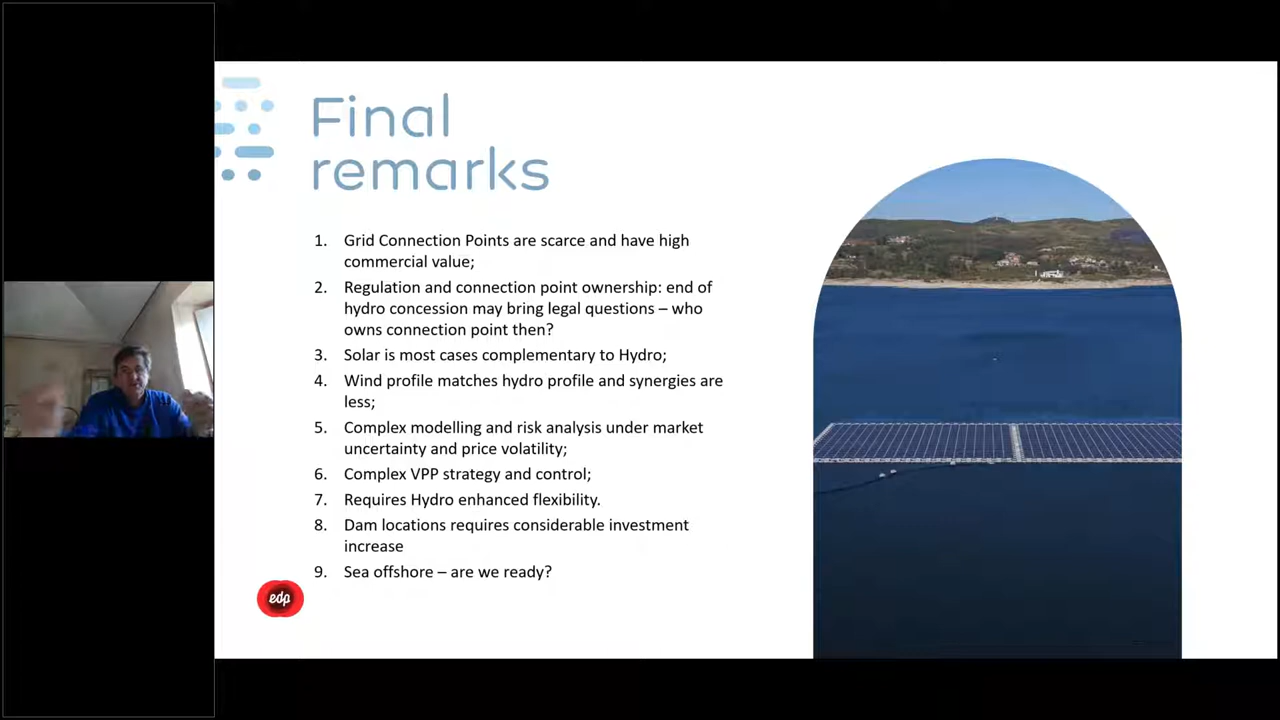 Final
remarks
1. Grid Connection Points are scarce and have high
commercial value;
2. Regulation and connection point ownership: end of
hydro concession may bring legal questions – who
owns connection point then?
3. Solar is most cases complementary to Hydro;
4. Wind profile matches hydro profile and synergies are
less;
5. Complex modelling and risk analysis under market
uncertainty and price volatility;
6. Complex VPP strategy and control;
7. Requires Hydro enhanced flexibility.
8. Dam locations requires considerable investment
increase
9. Sea offshore – are we ready?
edp